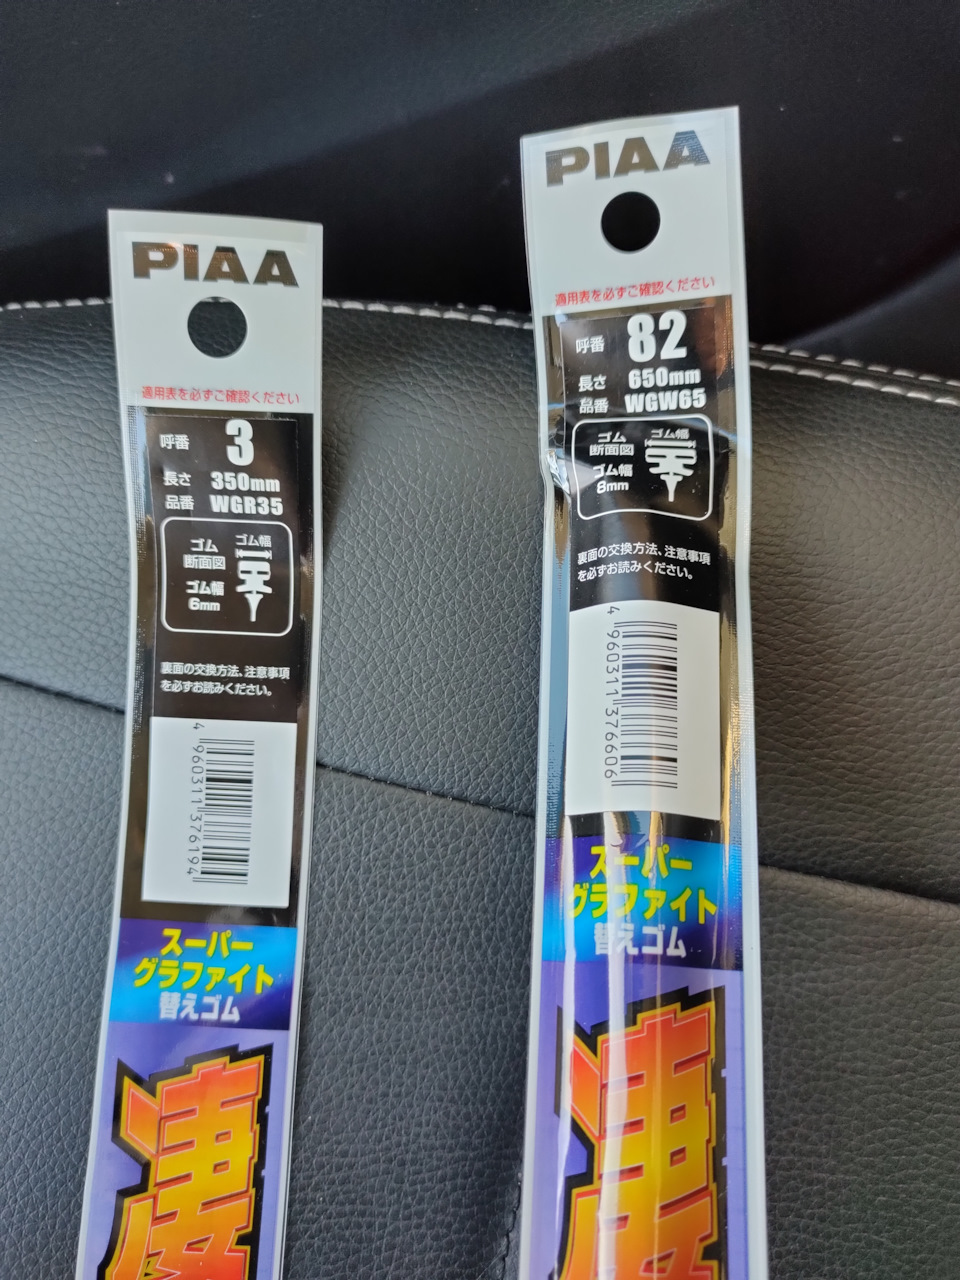 PIAA
適用表を必ずご確認ください
呼番 3
長さ 350mm
品番 WGR35
ゴム
断面図
ゴム幅
ゴム幅
6mm
裏面の交換方法、注意事項
を必ずお読みください。
4 960311 376194
スーパー
グラファイト
替えゴム
凄
PIAA
適用表を必ずご確認ください
呼番 82
長さ 650mm
品番 WGW65
ゴム
断面図
ゴム幅
ゴム幅
8mm
裏面の交換方法、注意事項
を必ずお読みください。
4 960311 376606
スーパー
グラファイト
替えゴム
凄